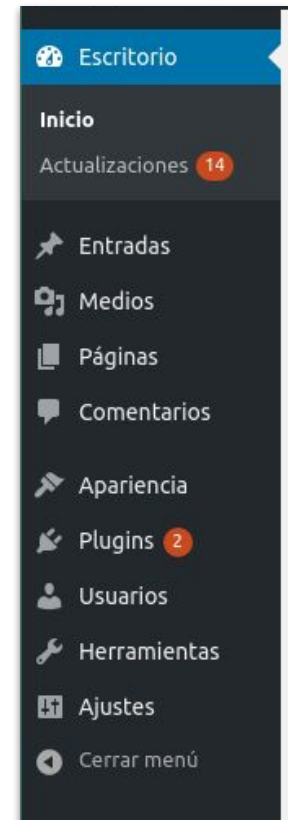 Escritorio
Inicio
Actualizaciones 14
Entradas
Medios
Páginas
Comentarios
Apariencia
Plugins 2
Usuarios
Herramientas
Ajustes
Cerrar menú